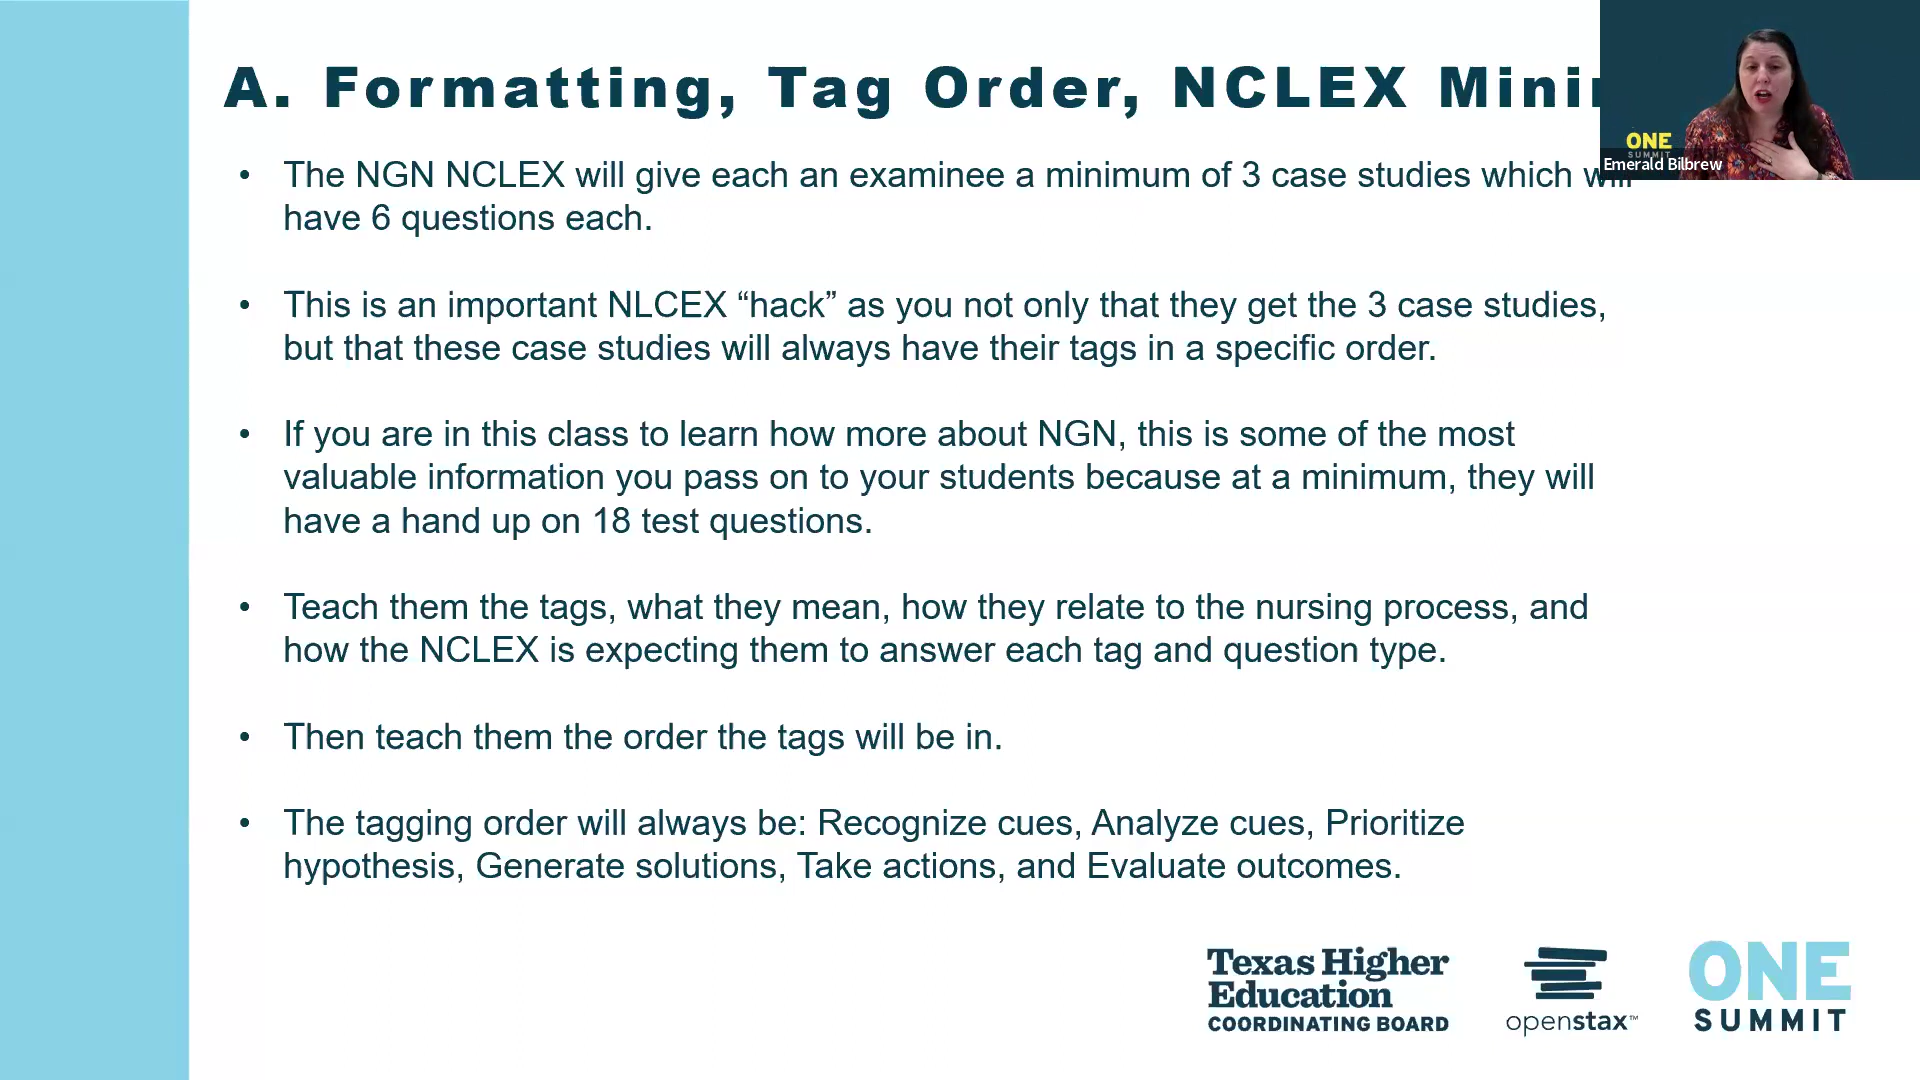 A. Formatting, Tag Order, NCLEX
• The NGN NCLEX will give each an examinee a minimum of 3 case studies which will
have 6 questions each.
• This is an important NLCEX “hack” as you not only that they get the 3 case studies,
but that these case studies will always have their tags in a specific order.
• If you are in this class to learn how more about NGN, this is some of the most
valuable information you pass on to your students because at a minimum, they will
have a hand up on 18 test questions.
• Teach them the tags, what they mean, how they relate to the nursing process, and
how the NCLEX is expecting them to answer each tag and question type.
• Then teach them the order the tags will be in.
• The tagging order will always be: Recognize cues, Analyze cues, Prioritize
hypothesis, Generate solutions, Take actions, and Evaluate outcomes.
ONE
SUMMIT
Emerald Bilbrew
Texas Higher
Education
COORDINATING BOARD
openstax™
ONE
SUMMIT